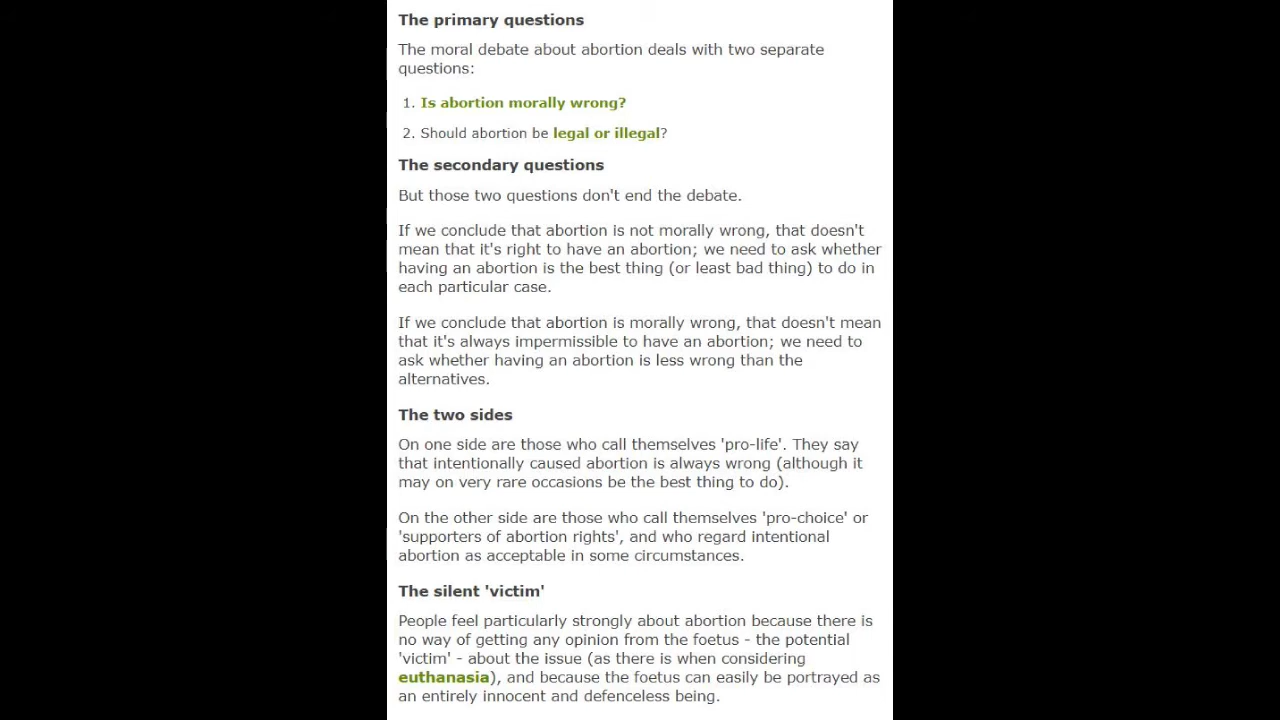 The primary questions
The moral debate about abortion deals with two separate
questions:
1. Is abortion morally wrong?
2. Should abortion be legal or illegal?
The secondary questions
But those two questions don't end the debate.
If we conclude that abortion is not morally wrong, that doesn't
mean that it's right to have an abortion; we need to ask whether
having an abortion is the best thing (or least bad thing) to do in
each particular case.
If we conclude that abortion is morally wrong, that doesn't mean
that it's always impermissible to have an abortion; we need to
ask whether having an abortion is less wrong than the
alternatives.
The two sides
On one side are those who call themselves 'pro-life'. They say
that intentionally caused abortion is always wrong (although it
may on very rare occasions be the best thing to do).
On the other side are those who call themselves 'pro-choice' or
'supporters of abortion rights', and who regard intentional
abortion as acceptable in some circumstances.
The silent 'victim'
People feel particularly strongly about abortion because there is
no way of getting any opinion from the foetus - the potential
'victim' - about the issue (as there is when considering
euthanasia), and because the foetus can easily be portrayed as
an entirely innocent and defenceless being.